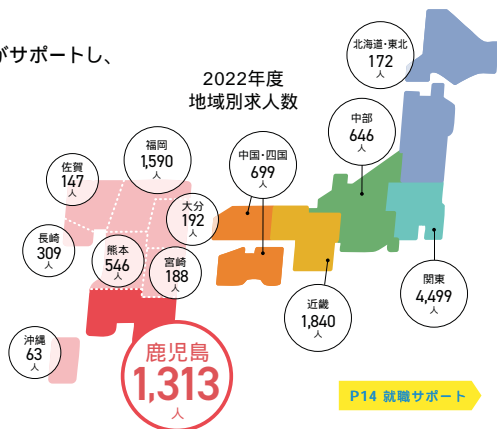 がサポートし、
2022年度
地域別求人数
北海道・東北
172
人
中部
646
人
福岡
1,590
人
中国・四国
699
人
佐賀
147
人
大分
192
人
長崎
309
人
熊本
546
人
宮崎
188
人
関東
4,499
人
近畿
1,840
人
沖縄
63
人
鹿児島
1,313
人
P14 就職サポート